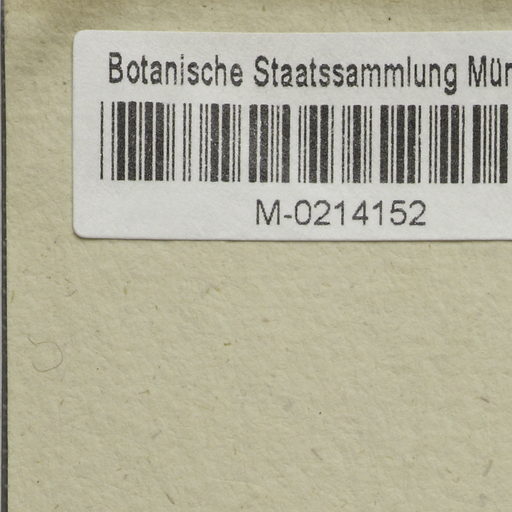 Botanische Staatssammlung Mün
M-0214152